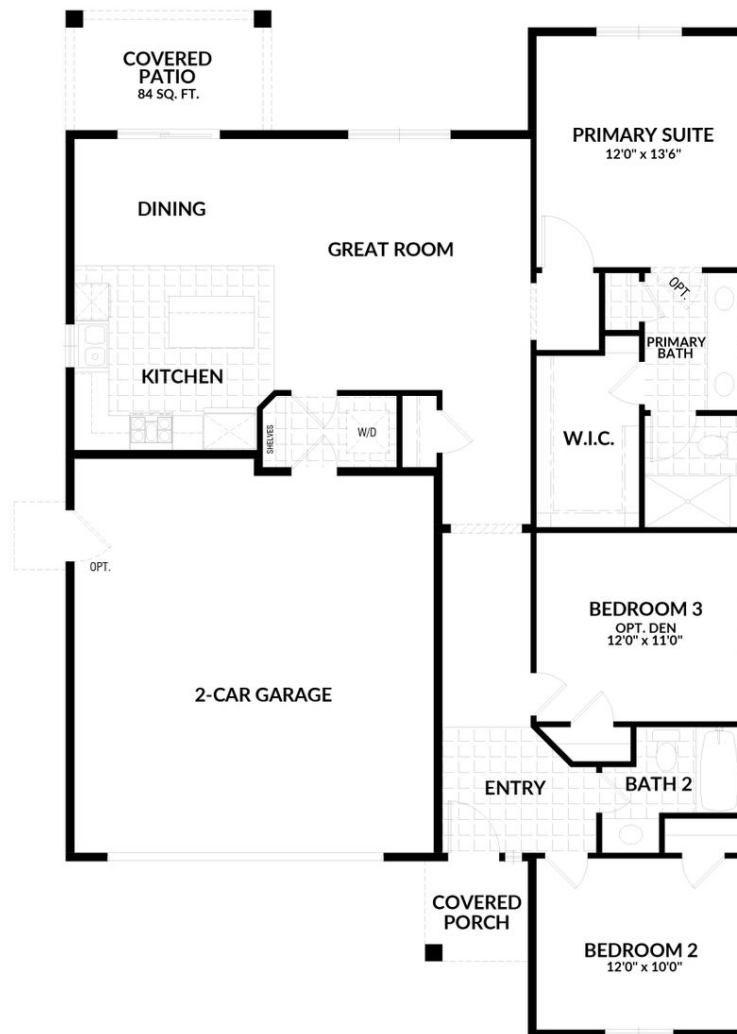 COVERED
PATIO
84 SQ. FT.
PRIMARY SUITE
12'0" x 13'6"
DINING
GREAT ROOM
OPT.
PRIMARY
BATH
KITCHEN
SHELVES
W/D
W.I.C.
OPT.
BEDROOM 3
OPT. DEN
12'0" x 11'0"
2-CAR GARAGE
ENTRY
BATH 2
COVERED
PORCH
BEDROOM 2
12'0" x 10'0"